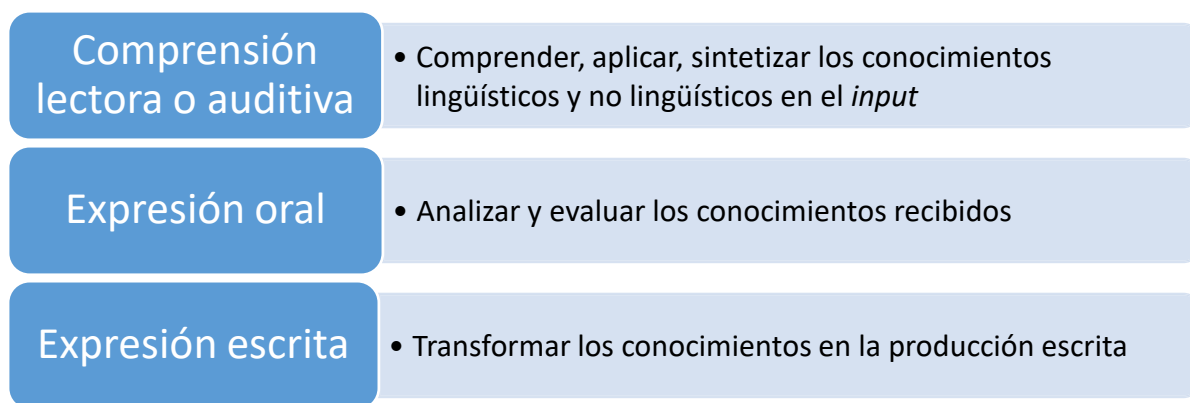 Comprensión
lectora o auditiva
• Comprender, aplicar, sintetizar los conocimientos
lingüísticos y no lingüísticos en el input
Expresión oral
• Analizar y evaluar los conocimientos recibidos
Expresión escrita
• Transformar los conocimientos en la producción escrita